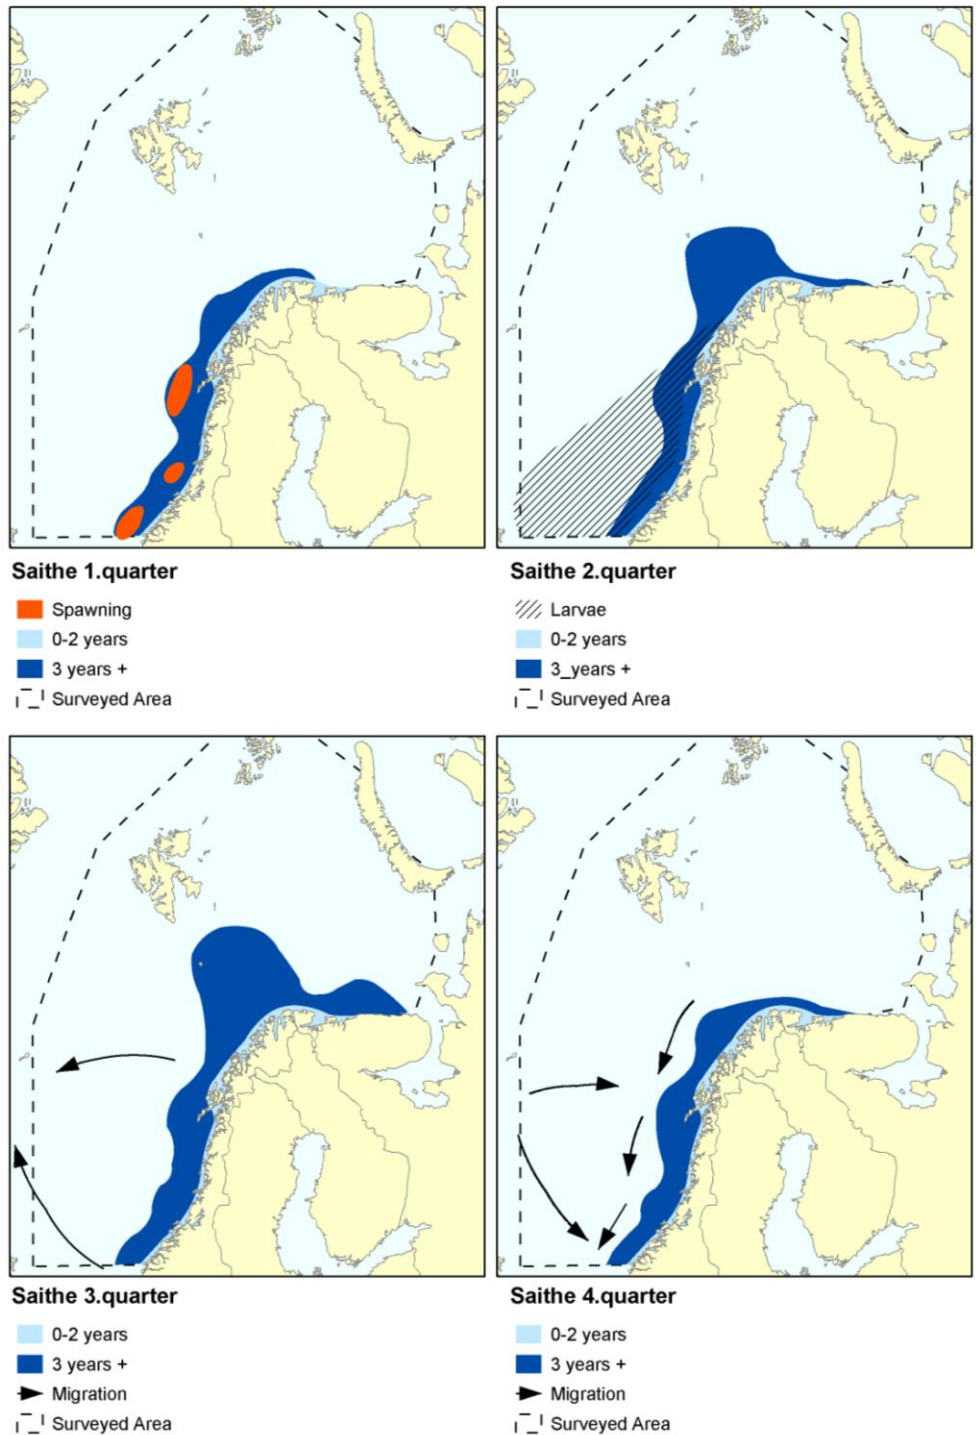 Saithe 1.quarter
Spawning
0-2 years
3 years +
Surveyed Area
Saithe 2.quarter
Larvae
0-2 years
3_years +
Surveyed Area
Saithe 3.quarter
0-2 years
3 years +
Migration
Surveyed Area
Saithe 4.quarter
0-2 years
3 years +
Migration
Surveyed Area